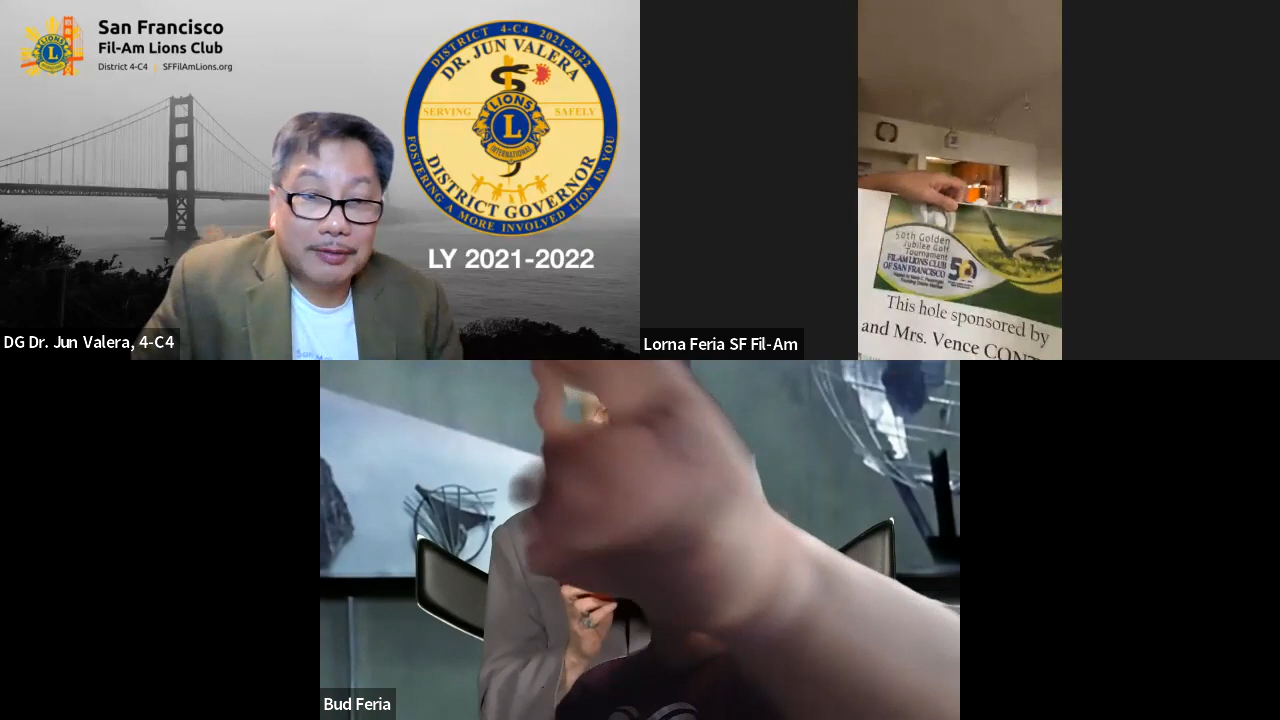 San Francisco
Fil-Am Lions Club
District 4-C4 | SFFilAmLions.org
DISTRICT 4-C4 2021-2022
DR. JUN VALERA
SERVING SAFELY
LIONS
L
INTERNATIONAL
DISTRICT GOVERNOR
FOSTERING A MORE INVOLVED LION IN YOU
LY 2021-2022
DG Dr. Jun Valera, 4-C4
50th Golden
Jubilee Golf
Tournament
FIL-AM LIONS CLUB
OF SAN FRANCISCO
50
This hole sponsored by
and Mrs. Vence
Lorna Feria SF Fil-Am
Bud Feria